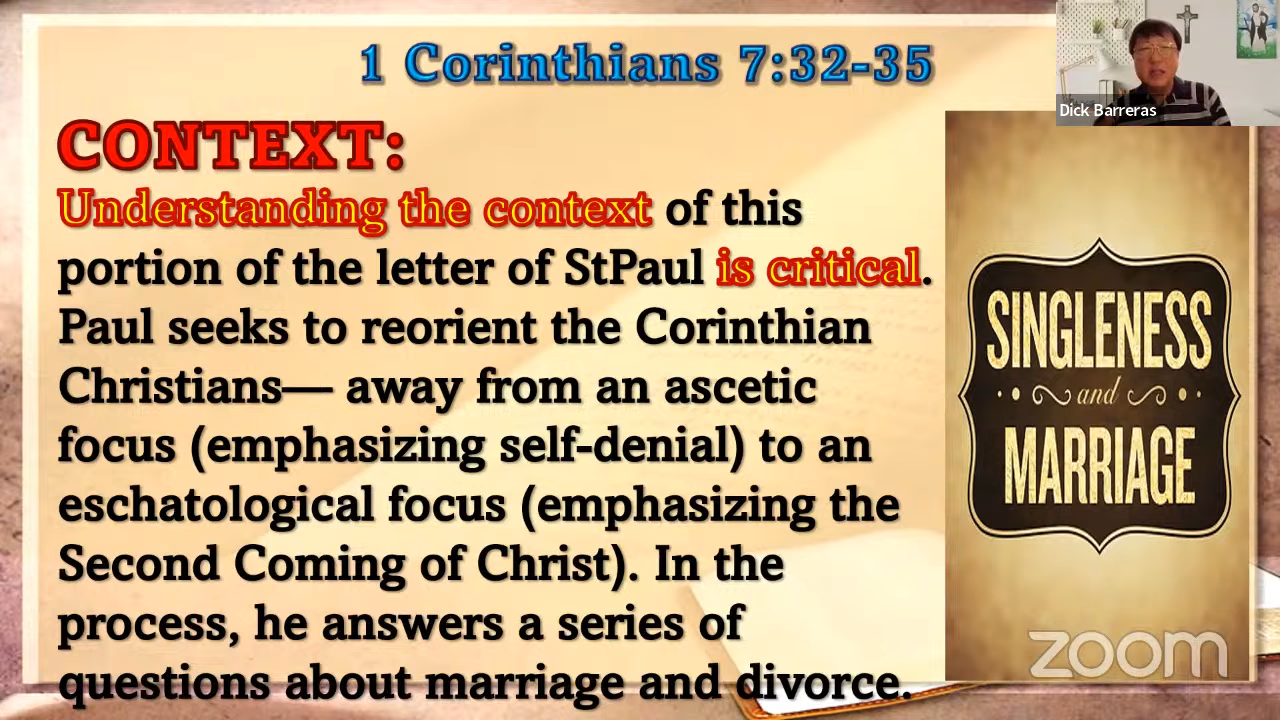 1 Corinthians 7:32-35
Dick Barreras
CONTEXT:
Understanding the context of this
portion of the letter of StPaul is critical.
Paul seeks to reorient the Corinthian
Christians— away from an ascetic
focus (emphasizing self-denial) to an
eschatological focus (emphasizing the
Second Coming of Christ). In the
process, he answers a series of
questions about marriage and divorce.
SINGLENESS
and
MARRIAGE
zoom